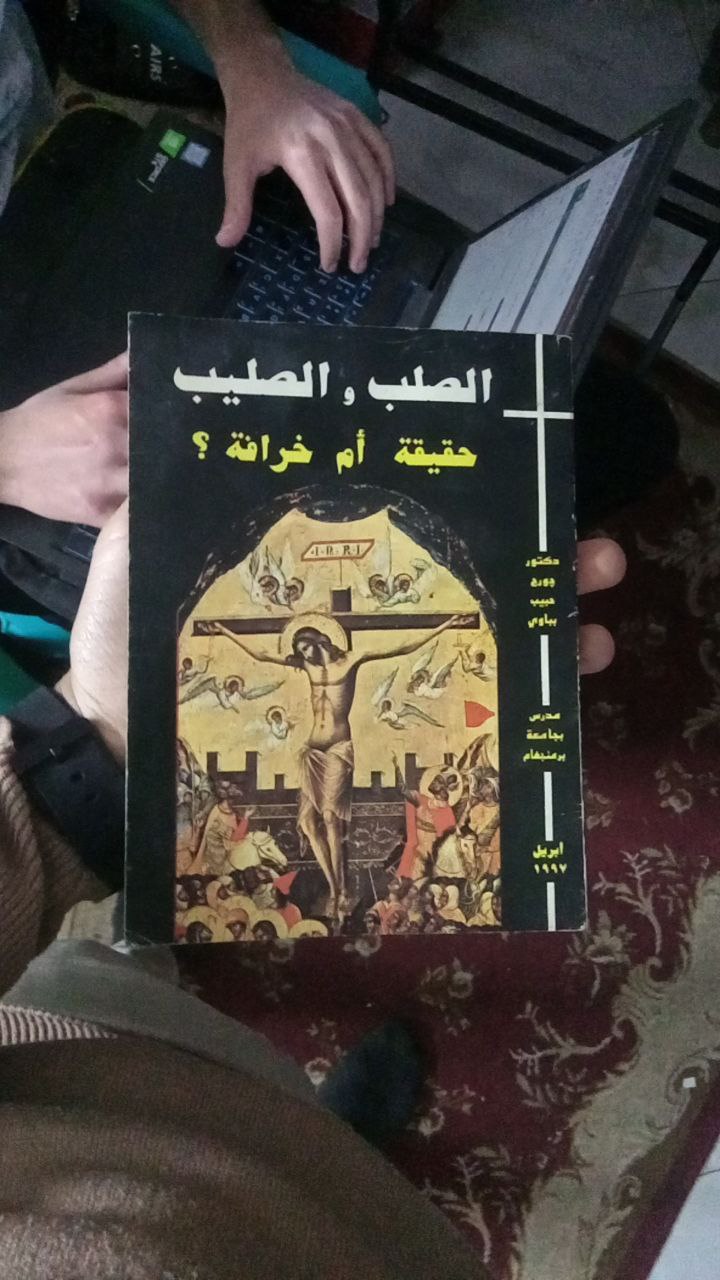 الصلب و الصليب
حقيقة أم خرافة ؟
I.N.R.I
دكتور
جورج
حبيب
بباوي
مدرس
بجامعة
برمنجهام
أبريل
١٩٩٧